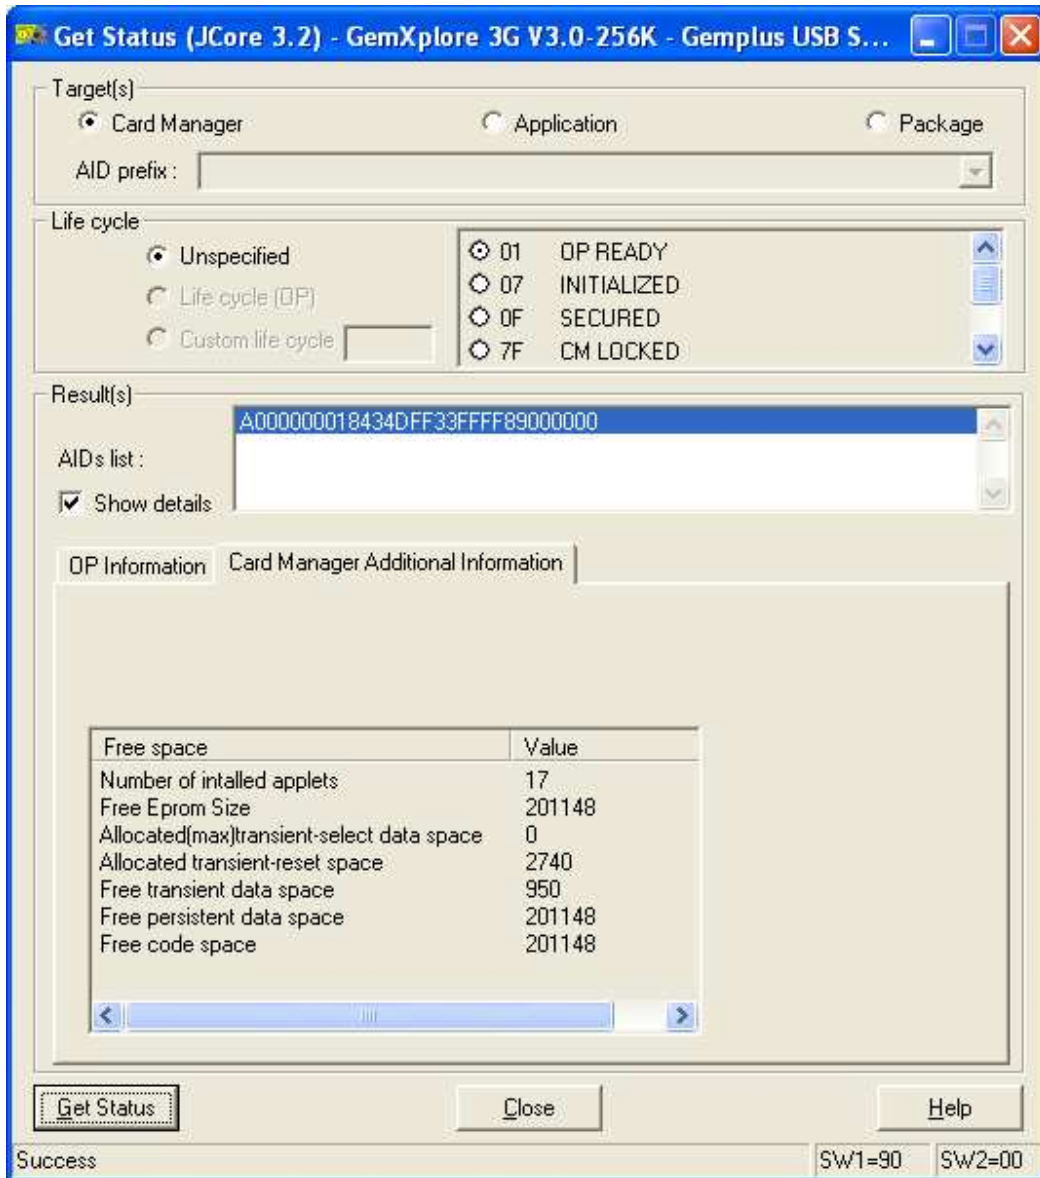 Get Status (JCore 3.2) - GemXplore 3G V3.0-256K - Gemplus USB S...
Target(s)
Card Manager Application Package
AID prefix :
Life cycle
Unspecified
Life cycle (OP)
Custom life cycle
01 OP READY
07 INITIALIZED
0F SECURED
7F CM LOCKED
Result(s)
A000000018434DFF33FFFF89000000
AIDs list :
Show details
OP Information Card Manager Additional Information
Free space Value
Number of intalled applets 17
Free Eprom Size 201148
Allocated(max)transient-select data space 0
Allocated transient-reset space 2740
Free transient data space 950
Free persistent data space 201148
Free code space 201148
Get Status Close Help
Success SW1=90 SW2=00